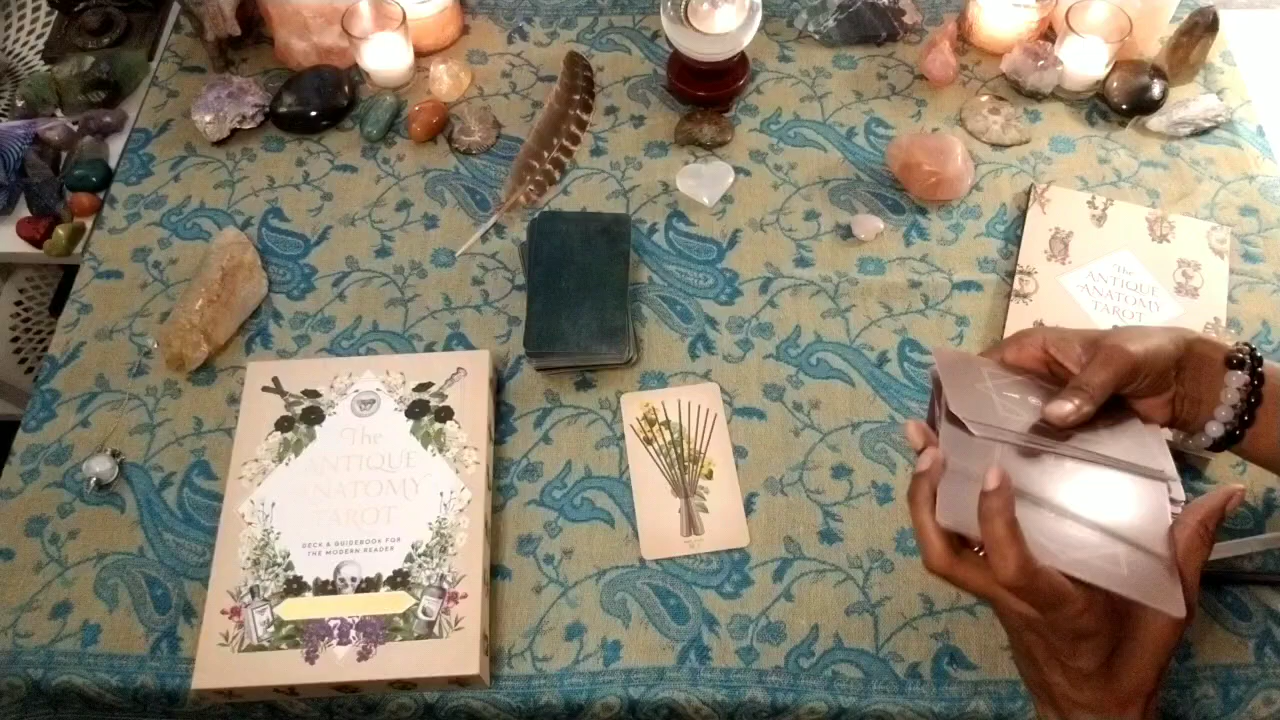 The
ANTIQUE
ANATOMY
TAROT
DECK & GUIDEBOOK FOR
THE MODERN READER
The
ANTIQUE
ANATOMY
TAROT